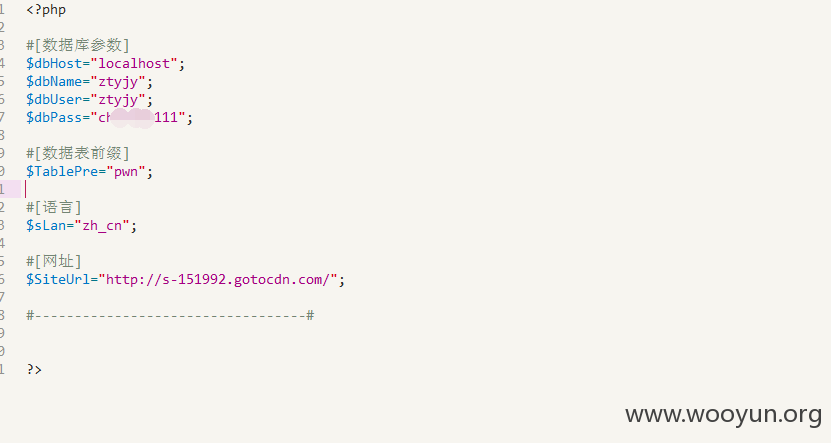 1 <?php
2
3 #[数据库参数]
4 $dbHost="localhost";
5 $dbName="ztyjy";
6 $dbUser="ztyjy";
7 $dbPass="ch 111";
8
9 #[数据表前缀]
0 $TablePre="pwn";
1
2 #[语言]
3 $sLan="zh_cn";
4
5 #[网址]
6 $SiteUrl="http://s-151992.gotocdn.com/";
7
8 #----------------------------------#
9
0
1 ?>
www.wooyun.org